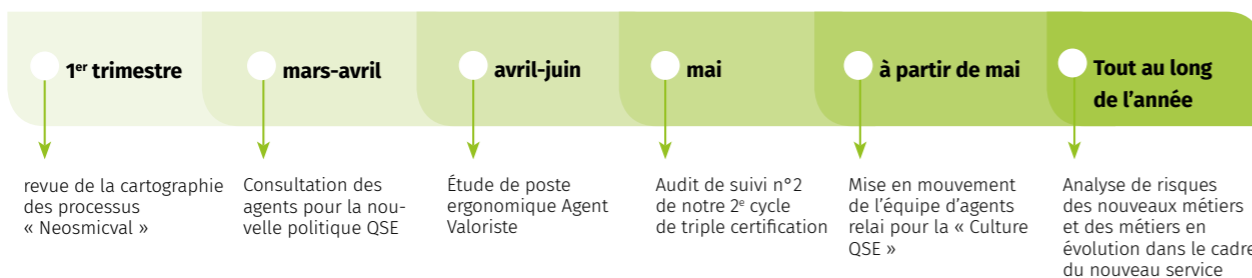 1er trimestre
mars-avril
avril-juin
mai
à partir de mai
Tout au long
de l'année
revue de la cartographie
des processus
« Neosmicval »
Consultation des
agents pour la nou-
velle politique QSE
Étude de poste
ergonomique Agent
Valoriste
Audit de suivi n°2
de notre 2e cycle
de triple certification
Mise en mouvement
de l'équipe d'agents
relai pour la « Culture
QSE »
Analyse de risques
des nouveaux métiers
et des métiers en
évolution dans le cadre
du nouveau service